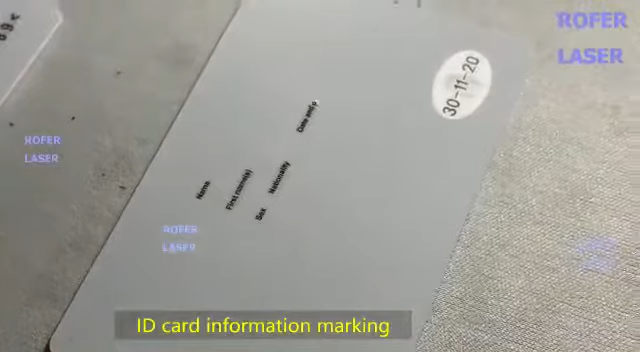 ROFER
LASER
30-11-20
Date and p
ROFER
LASER
Nationality
Name
First name(s)
Sex
ROFER
LASER
ID card information marking